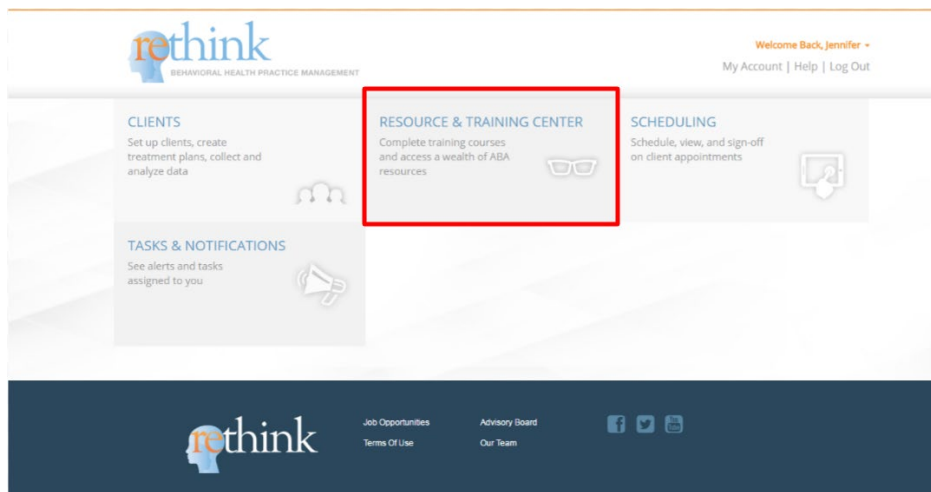 rethink
BEHAVIORAL HEALTH PRACTICE MANAGEMENT
Welcome Back, Jennifer
My Account | Help | Log Out
CLIENTS
Set up clients, create
treatment plans, collect and
analyze data
RESOURCE & TRAINING CENTER
Complete training courses
and access a wealth of ABA
resources
SCHEDULING
Schedule, view, and sign-off
on client appointments
TASKS & NOTIFICATIONS
See alerts and tasks
assigned to you
rethink
Job Opportunities
Advisory Board
Terms Of Use
Our Team